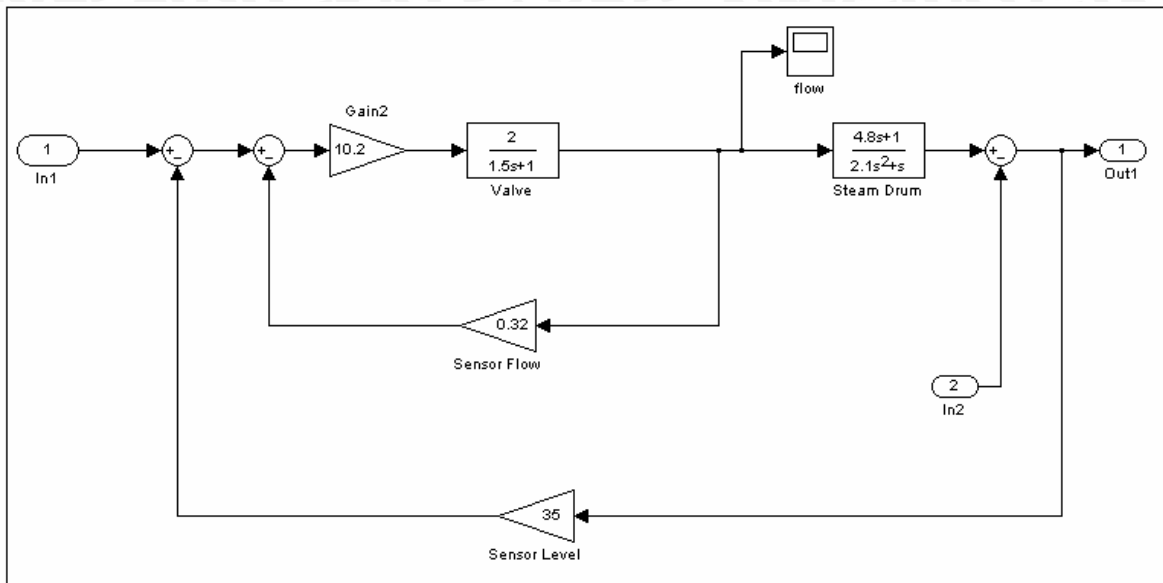 flow
Gain2
1
In1
+
-
+
-
10.2
2
1.5s+1
Valve
4.8s+1
2.1s²+s
Steam Drum
+
-
1
Out1
0.32
Sensor Flow
2
In2
35
Sensor Level